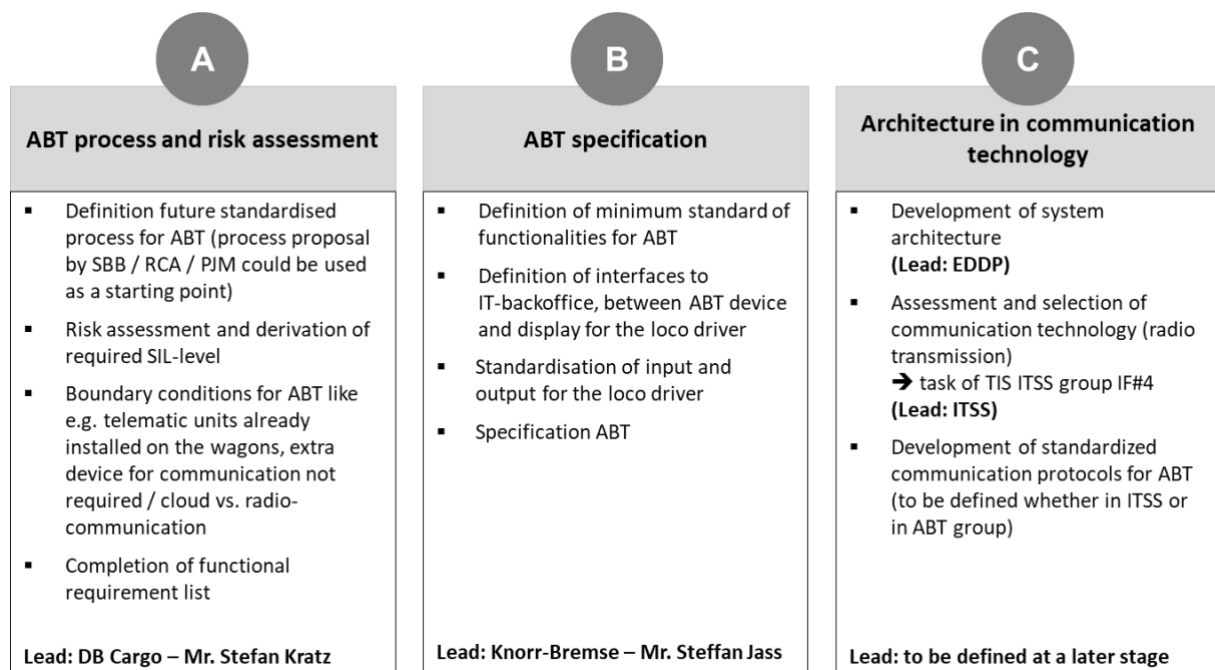 A
ABT process and risk assessment
▪ Definition future standardised
process for ABT (process proposal
by SBB / RCA / PJM could be used
as a starting point)
▪ Risk assessment and derivation of
required SIL-level
▪ Boundary conditions for ABT like
e.g. telematic units already
installed on the wagons, extra
device for communication not
required / cloud vs. radio-
communication
▪ Completion of functional
requirement list
Lead: DB Cargo – Mr. Stefan Kratz
B
ABT specification
▪ Definition of minimum standard of
functionalities for ABT
▪ Definition of interfaces to
IT-backoffice, between ABT device
and display for the loco driver
▪ Standardisation of input and
output for the loco driver
▪ Specification ABT
Lead: Knorr-Bremse – Mr. Steffan Jass
C
Architecture in communication
technology
▪ Development of system
architecture
(Lead: EDDP)
▪ Assessment and selection of
communication technology (radio
transmission)
➔ task of TIS ITSS group IF#4
(Lead: ITSS)
▪ Development of standardized
communication protocols for ABT
(to be defined whether in ITSS or
in ABT group)
Lead: to be defined at a later stage